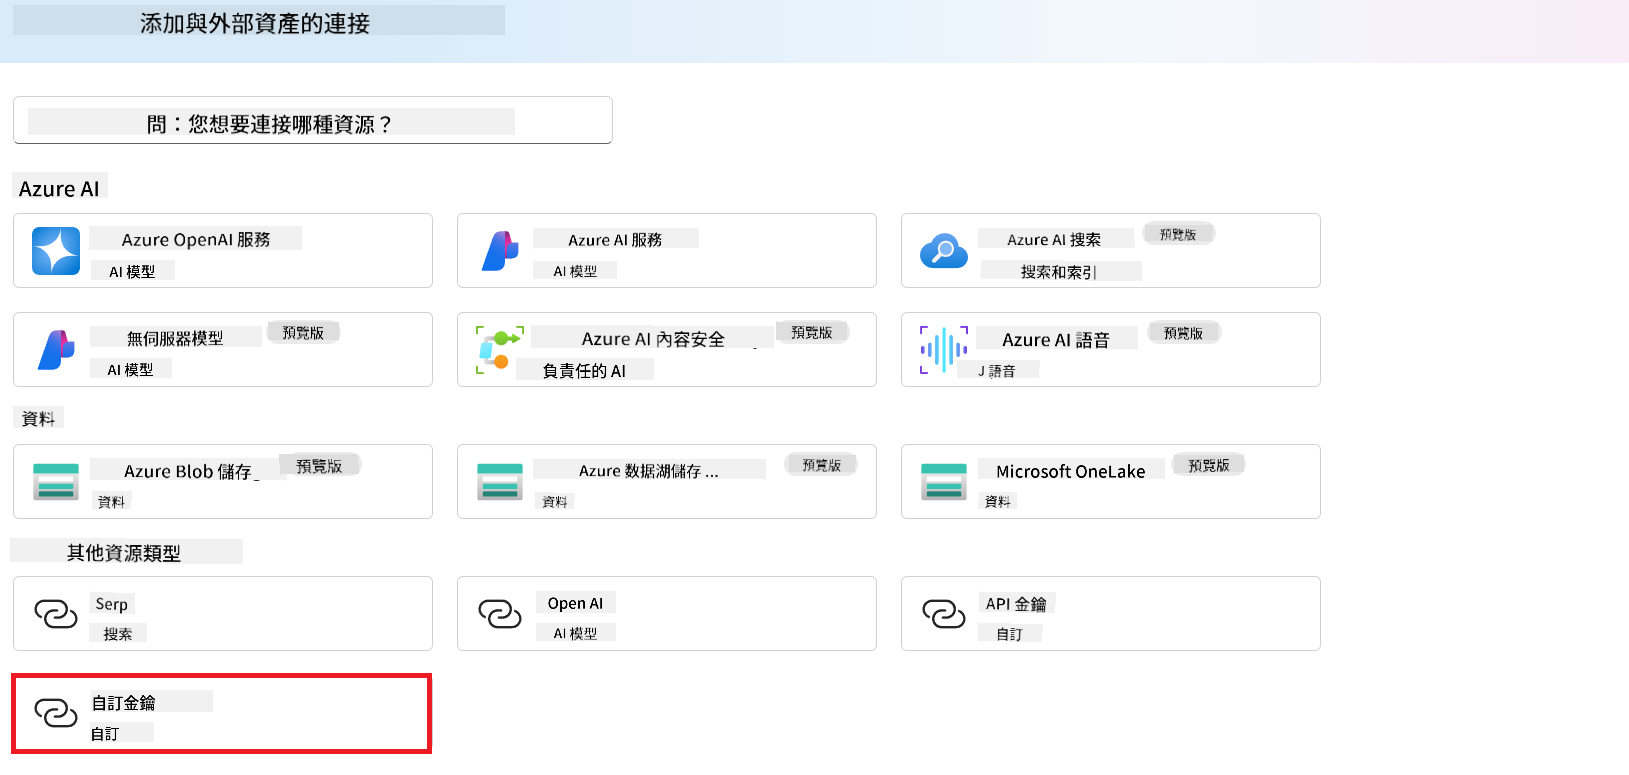 添加與外部資產的連接
問：您想要連接哪種資源？
Azure AI
Azure OpenAI 服務
AI 模型
Azure AI 服務
AI 模型
Azure AI 搜索
預覽版
搜索和索引
無伺服器模型
預覽版
AI 模型
Azure AI 內容安全
預覽版
負責任的 AI
Azure AI 語音
預覽版
J 語音
資料
Azure Blob 儲存_
預覽版
資料
Azure 数据湖儲存 ...
預覽版
資料
Microsoft OneLake
預覽版
資料
其他資源類型
Serp
搜索
Open AI
AI 模型
API 金鑰
自訂
自訂金鑰
自訂